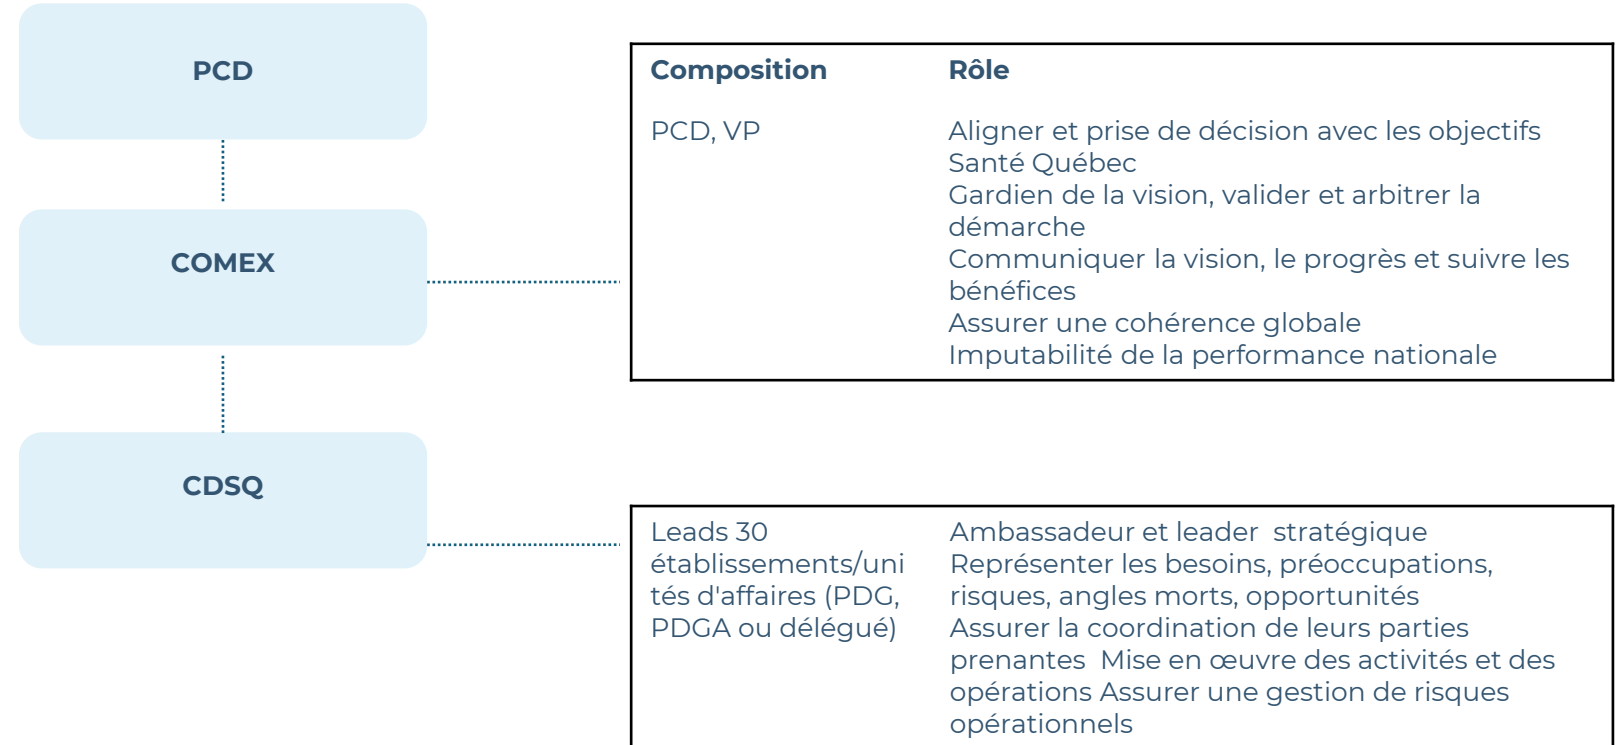 PCD
COMEX
CDSQ
Composition Rôle
PCD, VP Aligner et prise de décision avec les objectifs
Santé Québec
Gardien de la vision, valider et arbitrer la
démarche
Communiquer la vision, le progrès et suivre les
bénéfices
Assurer une cohérence globale
Imputabilité de la performance nationale
Leads 30 Ambassadeur et leader  stratégique
établissements/uni Représenter les besoins, préoccupations,
tés d'affaires (PDG, risques, angles morts, opportunités
PDGA ou délégué) Assurer la coordination de leurs parties
prenantes  Mise en œuvre des activités et des
opérations Assurer une gestion de risques
opérationnels